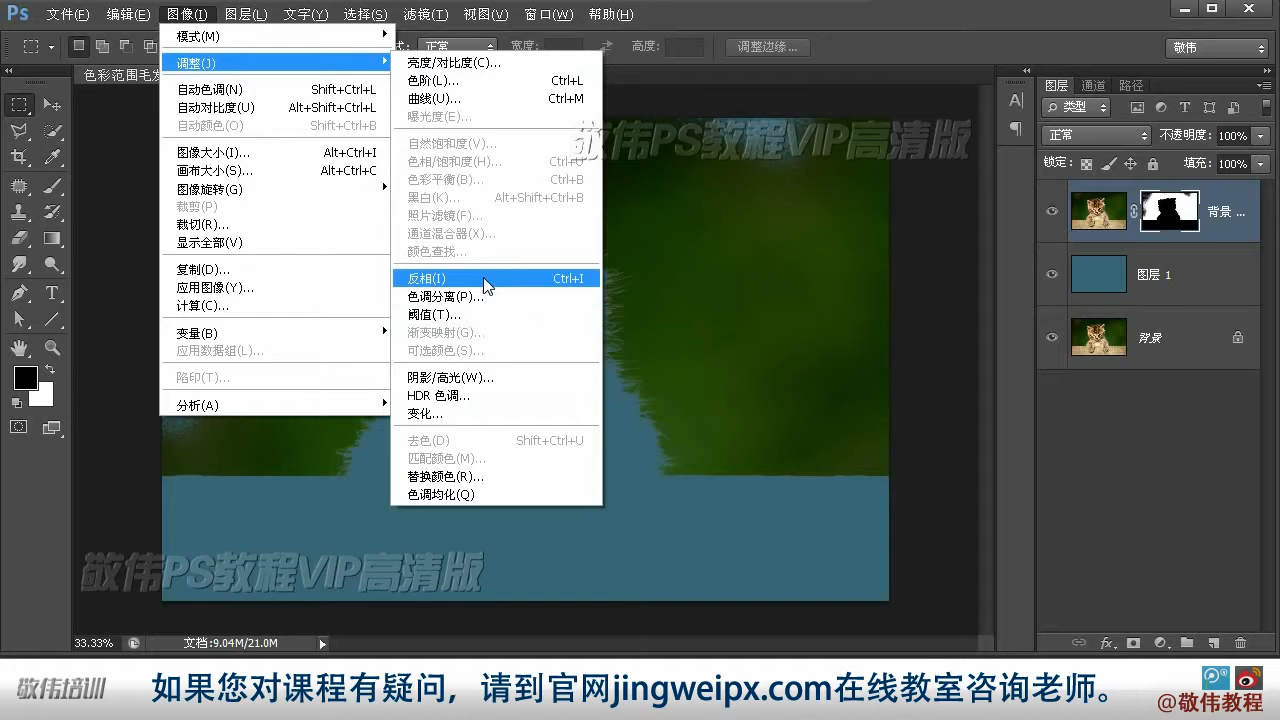 Ps 文件(F) 编辑(E) 图像(I) 图层(L) 文字(Y) 选择(S) 滤镜(T) 视图(V) 窗口(W) 帮助(H)
正常 宽度: 高度: 调整边缘... 敬伟
色彩范围毛发
模式(M)
调整(J)
自动色调(N) Shift+Ctrl+L
自动对比度(U) Alt+Shift+Ctrl+L
自动颜色(O) Shift+Ctrl+B
图像大小(I)... Alt+Ctrl+I
画布大小(S)... Alt+Ctrl+C
图像旋转(G)
裁剪(P)
裁切(R)...
显示全部(V)
复制(D)...
应用图像(Y)...
计算(C)...
变量(B)
应用数据组(L)...
陷印(T)...
分析(A)
亮度/对比度(C)...
色阶(L)... Ctrl+L
曲线(U)... Ctrl+M
曝光度(E)...
自然饱和度(V)...
色相/饱和度(H)... Ctrl+U
色彩平衡(B)... Ctrl+B
黑白(K)... Alt+Shift+Ctrl+B
照片滤镜(F)...
通道混合器(X)...
颜色查找...
反相(I) Ctrl+I
色调分离(P)...
阈值(T)...
渐变映射(G)...
可选颜色(S)...
阴影/高光(W)...
HDR 色调...
变化...
去色(D) Shift+Ctrl+U
匹配颜色(M)...
替换颜色(R)...
色调均化(Q)
敬伟PS教程VIP高清版
敬伟PS教程VIP高清版
图层 通道 路径
类型
正常 不透明度: 100%
锁定: 填充: 100%
背景 ...
图层 1
背景
33.33% 文档:9.04M/21.0M
敬伟培训
如果您对课程有疑问，请到官网jingweipx.com在线教室咨询老师。
@敬伟教程